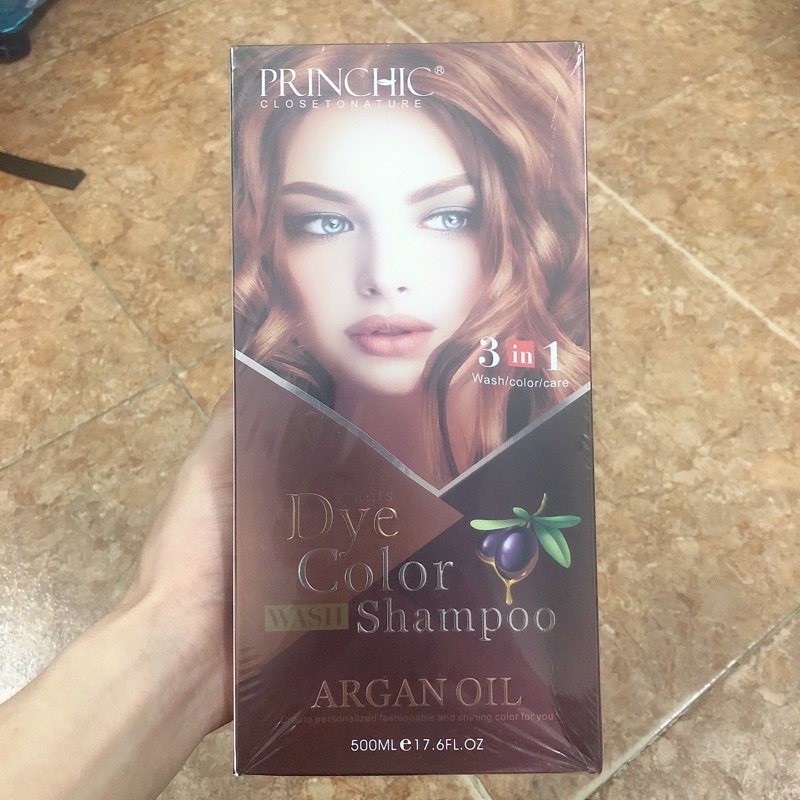 PRINCHIC®
CLOSETONATURE
3 in 1
Wash/color/care
Dye
Color
WASH Shampoo
ARGAN OIL
Create personalized fashionable and shining color for you
500ML e 17.6FL.OZ